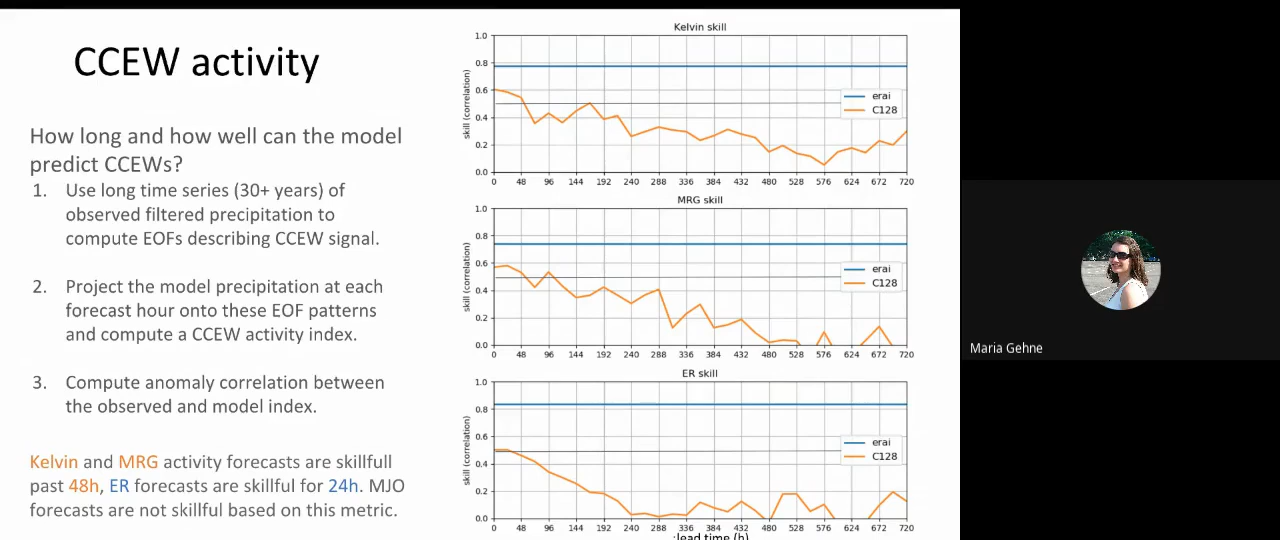 CCEW activity
How long and how well can the model
predict CCEWs?
1. Use long time series (30+ years) of
observed filtered precipitation to
compute EOFs describing CCEW signal.
2. Project the model precipitation at each
forecast hour onto these EOF patterns
and compute a CCEW activity index.
3. Compute anomaly correlation between
the observed and model index.
Kelvin and MRG activity forecasts are skillfull
past 48h, ER forecasts are skillful for 24h. MJO
forecasts are not skillful based on this metric.
Kelvin skill
skill (correlation)
1.0
0.8
0.6
0.4
0.2
0.0
erai
C128
0 48 96 144 192 240 288 336 384 432 480 528 576 624 672 720
MRG skill
skill (correlation)
1.0
0.8
0.6
0.4
0.2
0.0
erai
C128
0 48 96 144 192 240 288 336 384 432 480 528 576 624 672 720
ER skill
skill (correlation)
1.0
0.8
0.6
0.4
0.2
0.0
erai
C128
0 48 96 144 192 240 288 336 384 432 480 528 576 624 672 720
lead time (h)
Maria Gehne